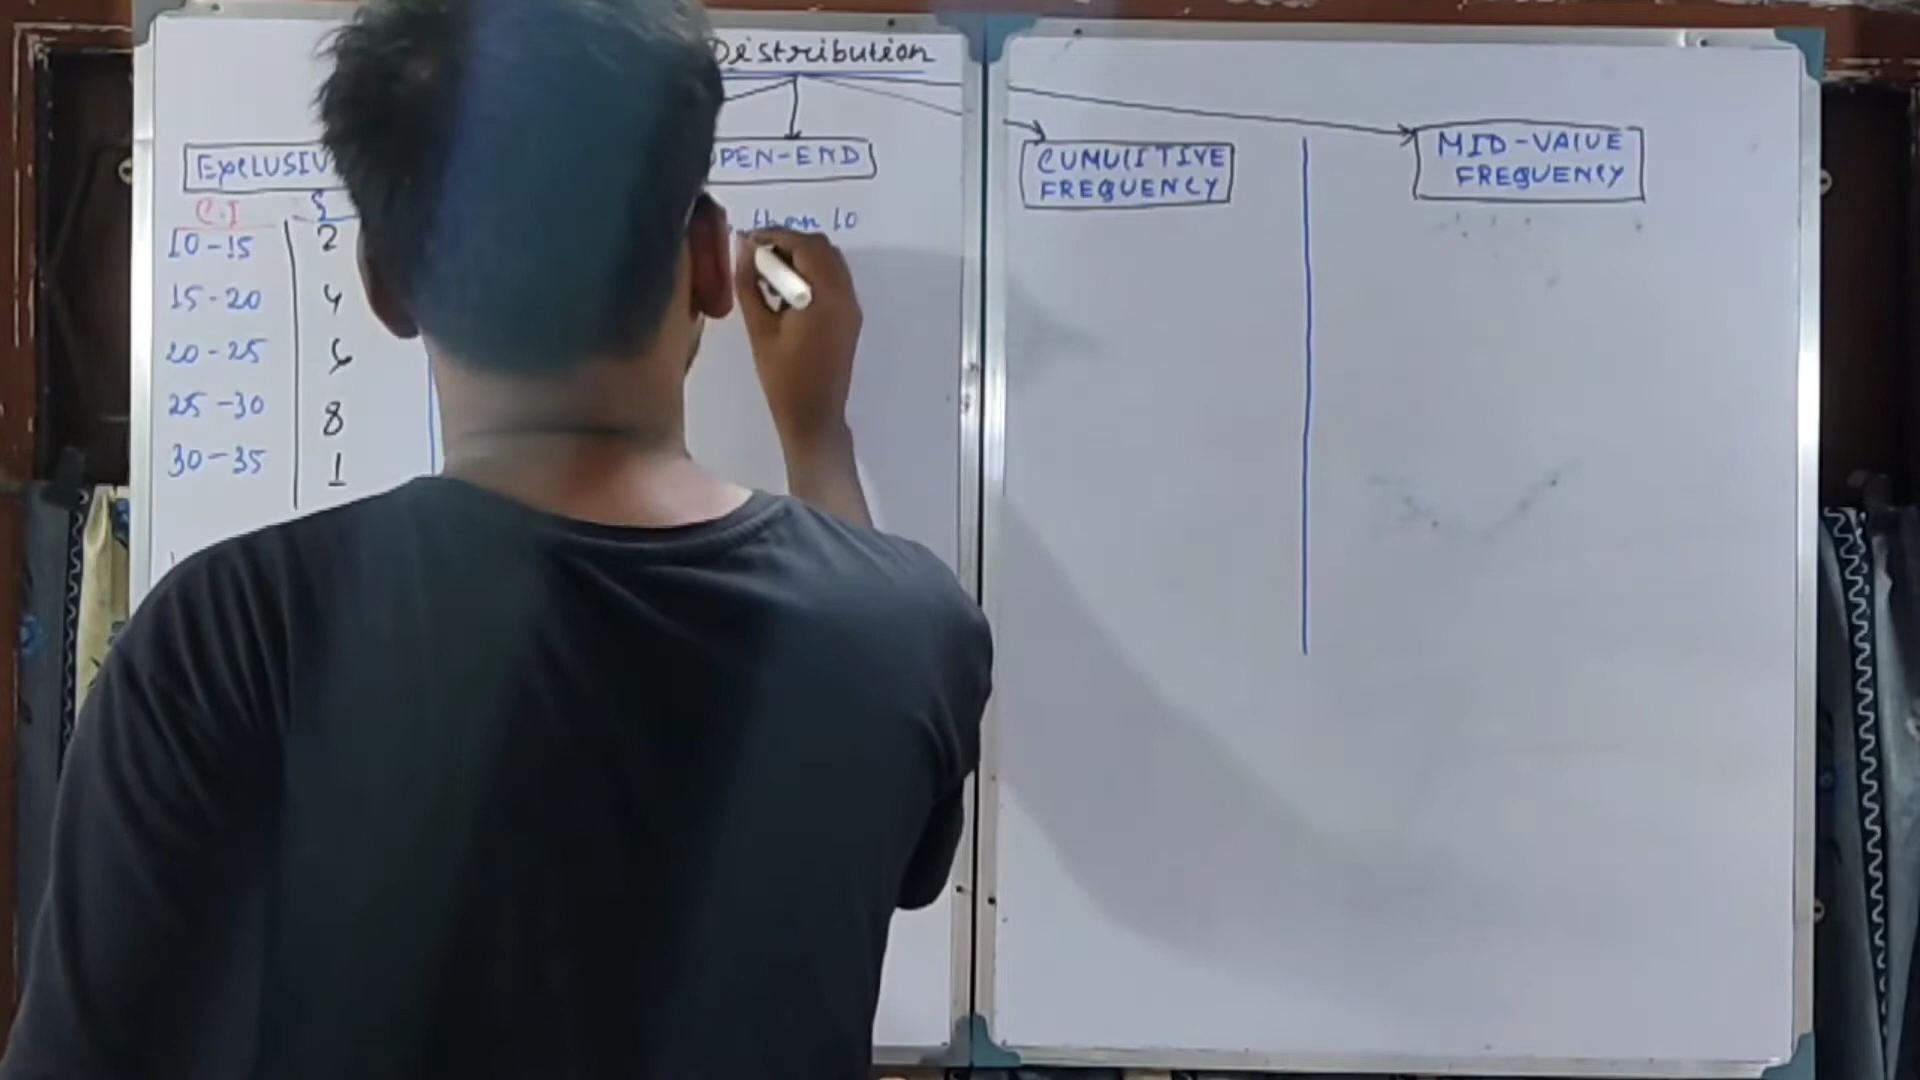 Distribution
EXCLUSIV
PEN-END
CUMULITIVE
FREQUENCY
MID-VALUE
FREQUENCY
C.I
f
than 10
10-15 2
15-20 4
20-25 6
25-30 8
30-35 1